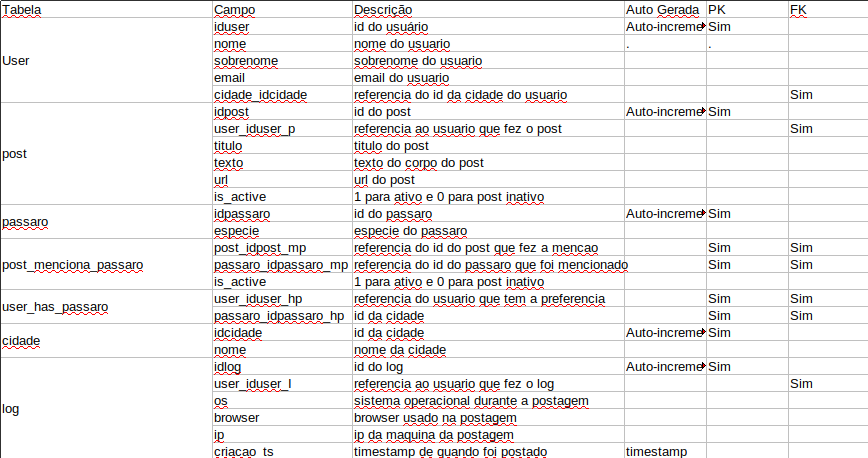 Tabela Campo Descrição Auto Gerada PK FK
User iduser id do usuário Auto-increme Sim
nome nome do usuario . .
sobrenome sobrenome do usuario
email email do usuario
cidade_idcidade referencia do id da cidade do usuario Sim
post idpost id do post Auto-increme Sim
user_iduser_p referencia ao usuario que fez o post Sim
titulo titulo do post
texto texto do corpo do post
url url do post
is_active 1 para ativo e 0 para post inativo
passaro idpassaro id do passaro Auto-increme Sim
especie especie do passaro
post_menciona_passaro post_idpost_mp referencia do id do post que fez a mencao Sim Sim
passaro_idpassaro_mp referencia do id do passaro que foi mencionado Sim Sim
is_active 1 para ativo e 0 para post inativo
user_has_passaro user_iduser_hp referencia do usuario que tem a preferencia Sim Sim
passaro_idpassaro_hp id da cidade Sim Sim
cidade idcidade id da cidade Auto-increme Sim
nome nome da cidade
log idlog id do log Auto-increme Sim
user_iduser_l referencia ao usuario que fez o log Sim
os sistema operacional durante a postagem
browser browser usado na postagem
ip ip da maquina da postagem
criacao_ts timestamp de quando foi postado timestamp